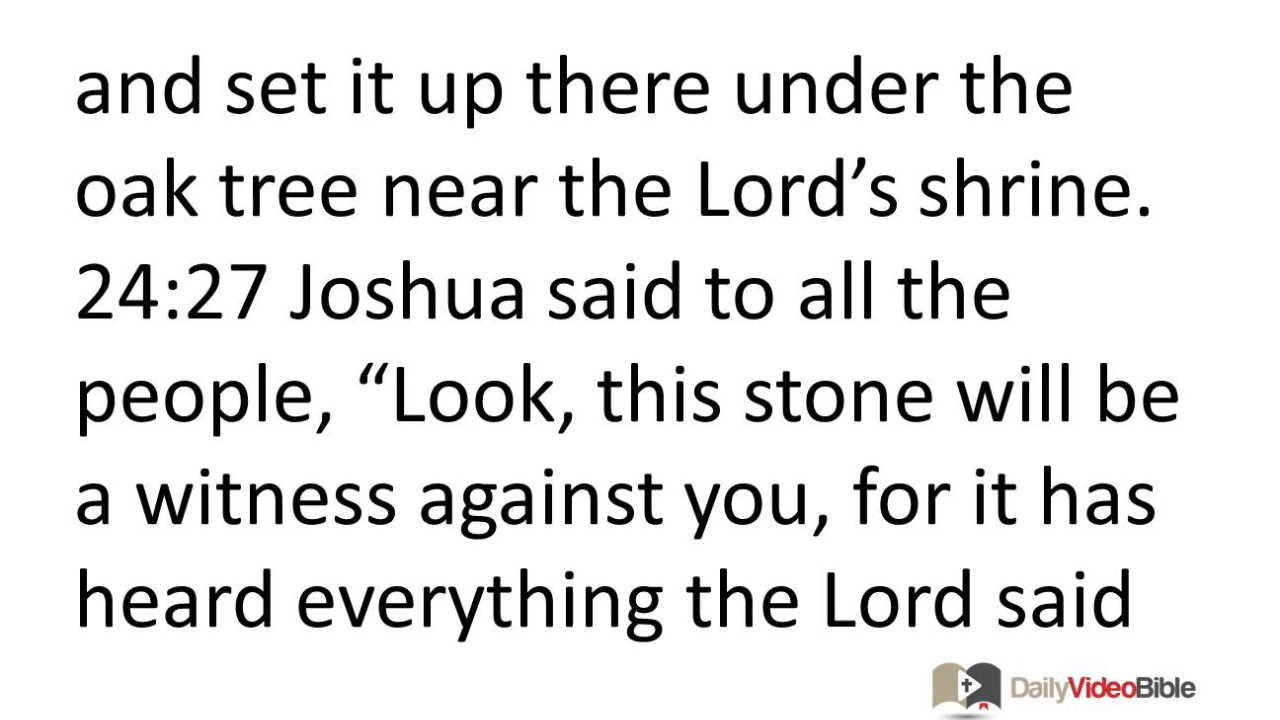 and set it up there under the
oak tree near the Lord’s shrine.
24:27 Joshua said to all the
people, “Look, this stone will be
a witness against you, for it has
heard everything the Lord said
DailyVideoBible